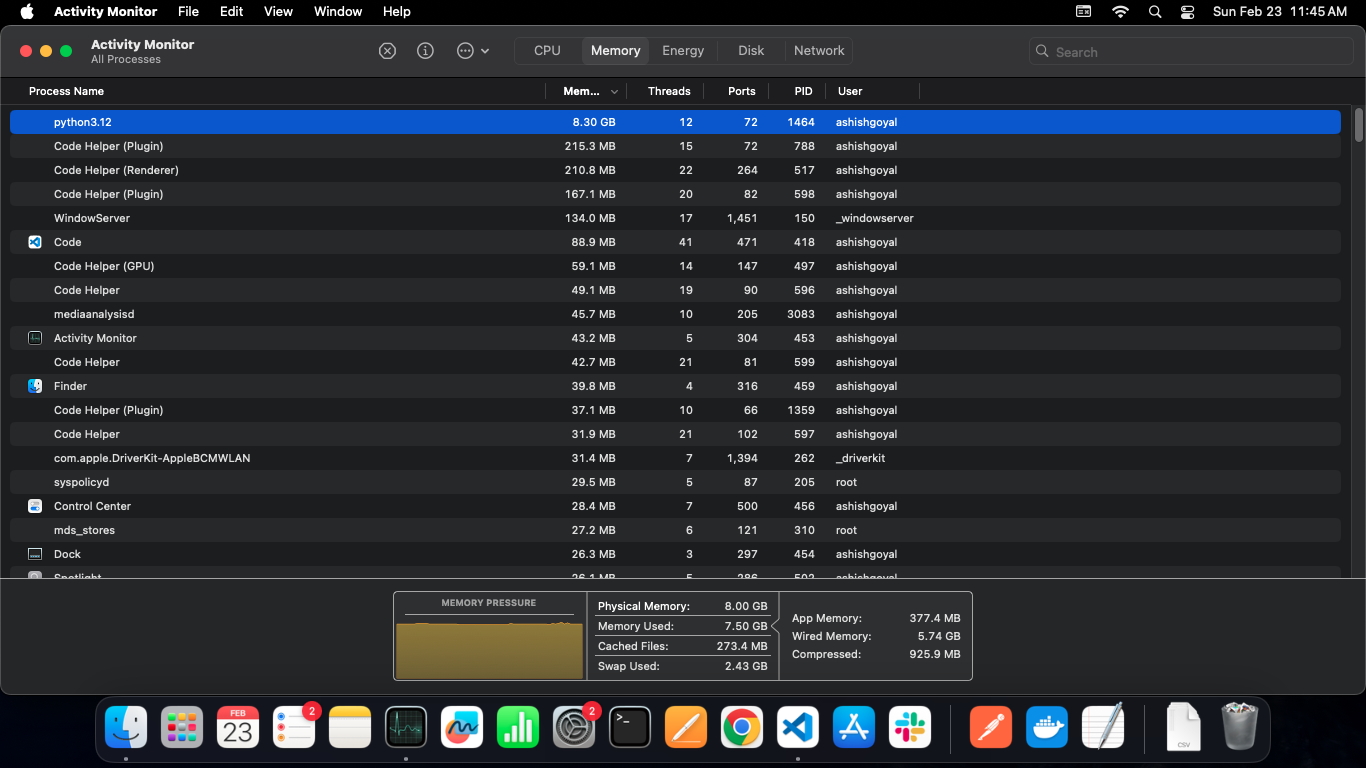 Activity Monitor File Edit View Window Help Sun Feb 23 11:45 AM
Activity Monitor
All Processes
CPU Memory Energy Disk Network Search
Process Name Mem... Threads Ports PID User
python3.12 8.30 GB 12 72 1464 ashishgoyal
Code Helper (Plugin) 215.3 MB 15 72 788 ashishgoyal
Code Helper (Renderer) 210.8 MB 22 264 517 ashishgoyal
Code Helper (Plugin) 167.1 MB 20 82 598 ashishgoyal
WindowServer 134.0 MB 17 1,451 150 _windowserver
Code 88.9 MB 41 471 418 ashishgoyal
Code Helper (GPU) 59.1 MB 14 147 497 ashishgoyal
Code Helper 49.1 MB 19 90 596 ashishgoyal
mediaanalysisd 45.7 MB 10 205 3083 ashishgoyal
Activity Monitor 43.2 MB 5 304 453 ashishgoyal
Code Helper 42.7 MB 21 81 599 ashishgoyal
Finder 39.8 MB 4 316 459 ashishgoyal
Code Helper (Plugin) 37.1 MB 10 66 1359 ashishgoyal
Code Helper 31.9 MB 21 102 597 ashishgoyal
com.apple.DriverKit-AppleBCMWLAN 31.4 MB 7 1,394 262 _driverkit
syspolicyd 29.5 MB 5 87 205 root
Control Center 28.4 MB 7 500 456 ashishgoyal
mds_stores 27.2 MB 6 121 310 root
Dock 26.3 MB 3 297 454 ashishgoyal
Spotlight 26.1 MB 5 286 502 ashishgoyal
MEMORY PRESSURE
Physical Memory: 8.00 GB
Memory Used: 7.50 GB
Cached Files: 273.4 MB
Swap Used: 2.43 GB
App Memory: 377.4 MB
Wired Memory: 5.74 GB
Compressed: 925.9 MB
FEB
23
2
2
CSV